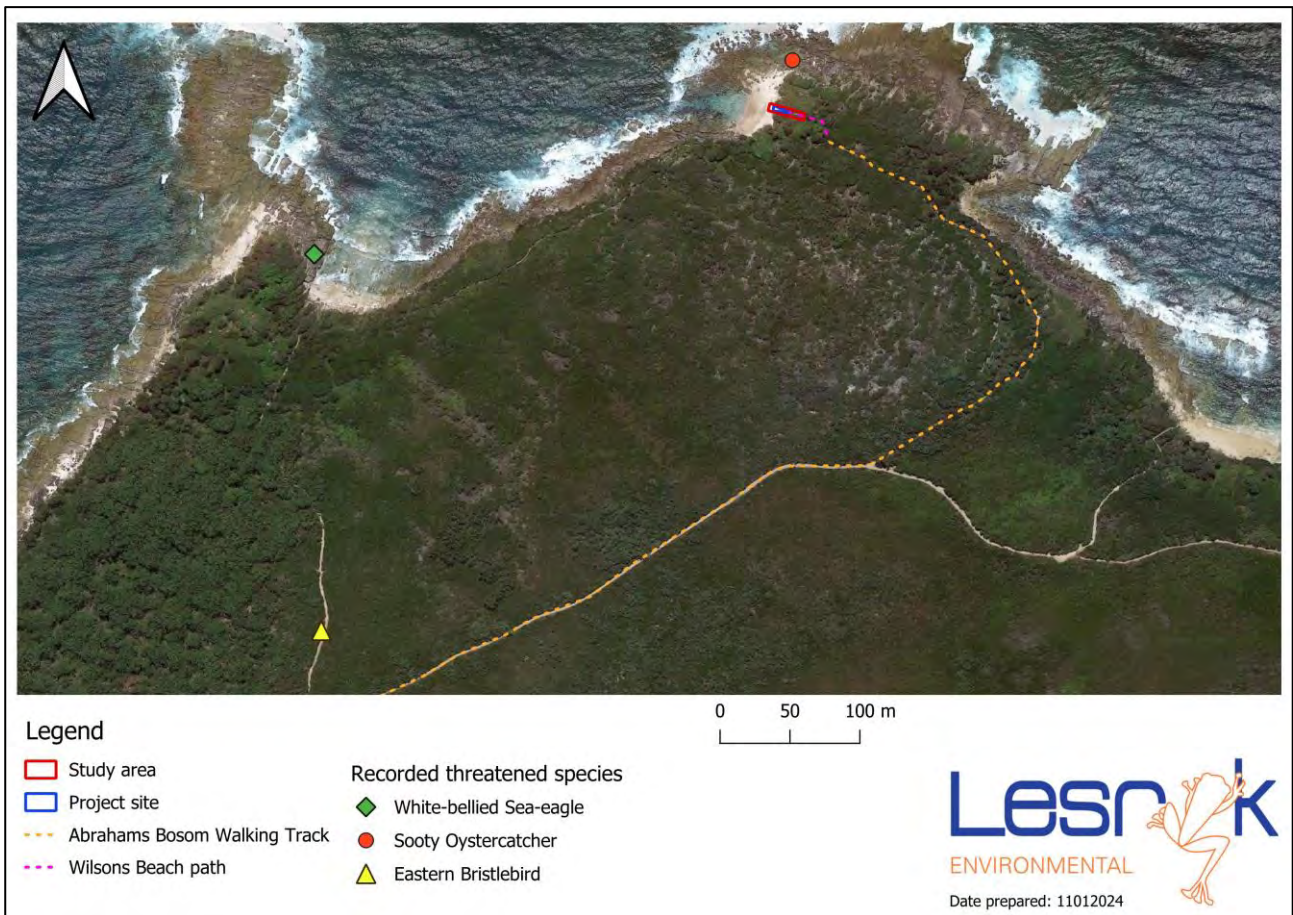 0 50 100 m
Legend
Study area
Project site
Abrahams Bosom Walking Track
Wilsons Beach path
Recorded threatened species
White-bellied Sea-eagle
Sooty Oystercatcher
Eastern Bristlebird
Lesryk
ENVIRONMENTAL
Date prepared: 11012024